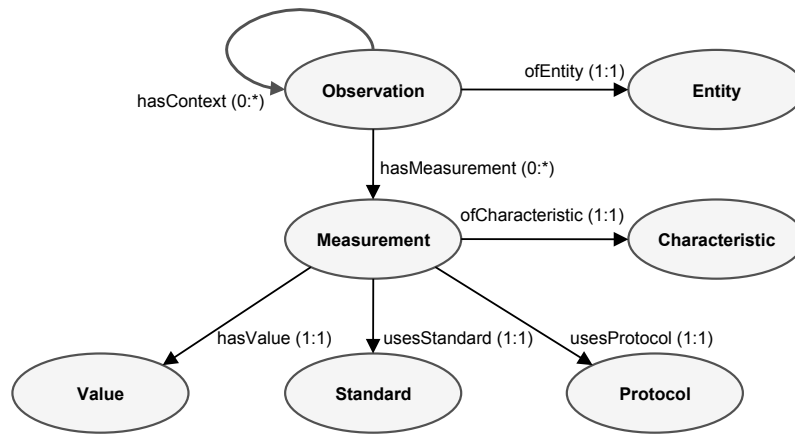 ofEntity (1:1)
Observation
Entity
hasContext (0:*)
hasMeasurement (0:*)
ofCharacteristic (1:1)
Measurement
Characteristic
hasValue (1:1)
usesStandard (1:1)
usesProtocol (1:1)
Value
Standard
Protocol